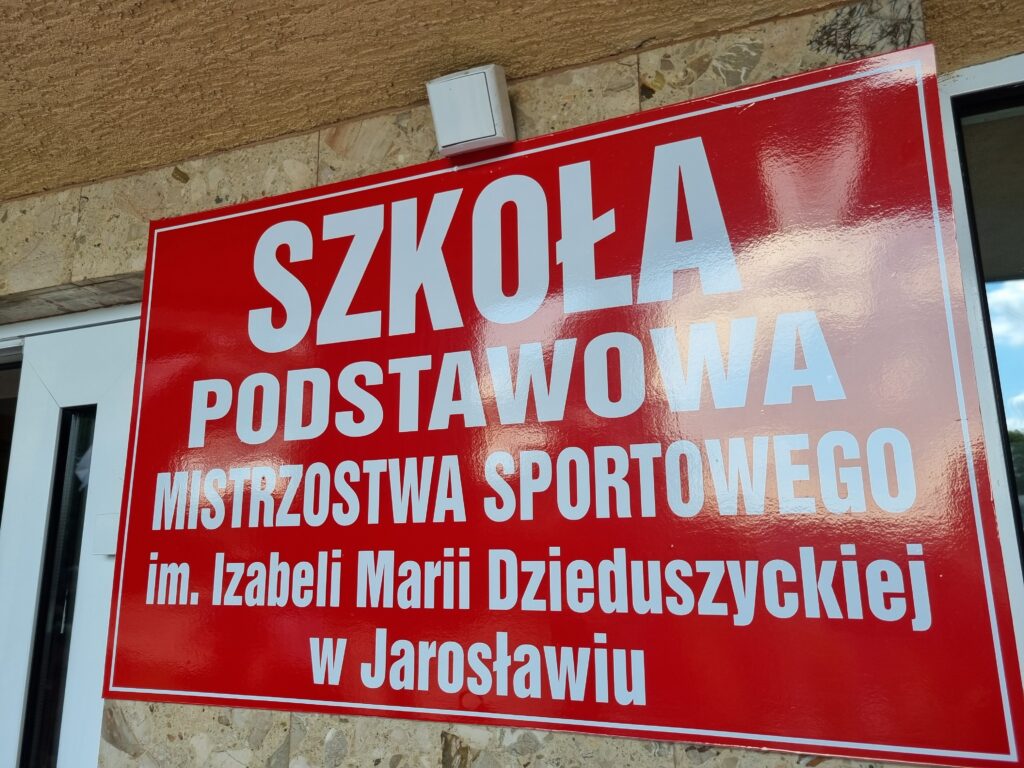 SZKOŁA
PODSTAWOWA
MISTRZOSTWA SPORTOWEGO
im. Izabeli Marii Dzieduszyckiej
w Jarosławiu